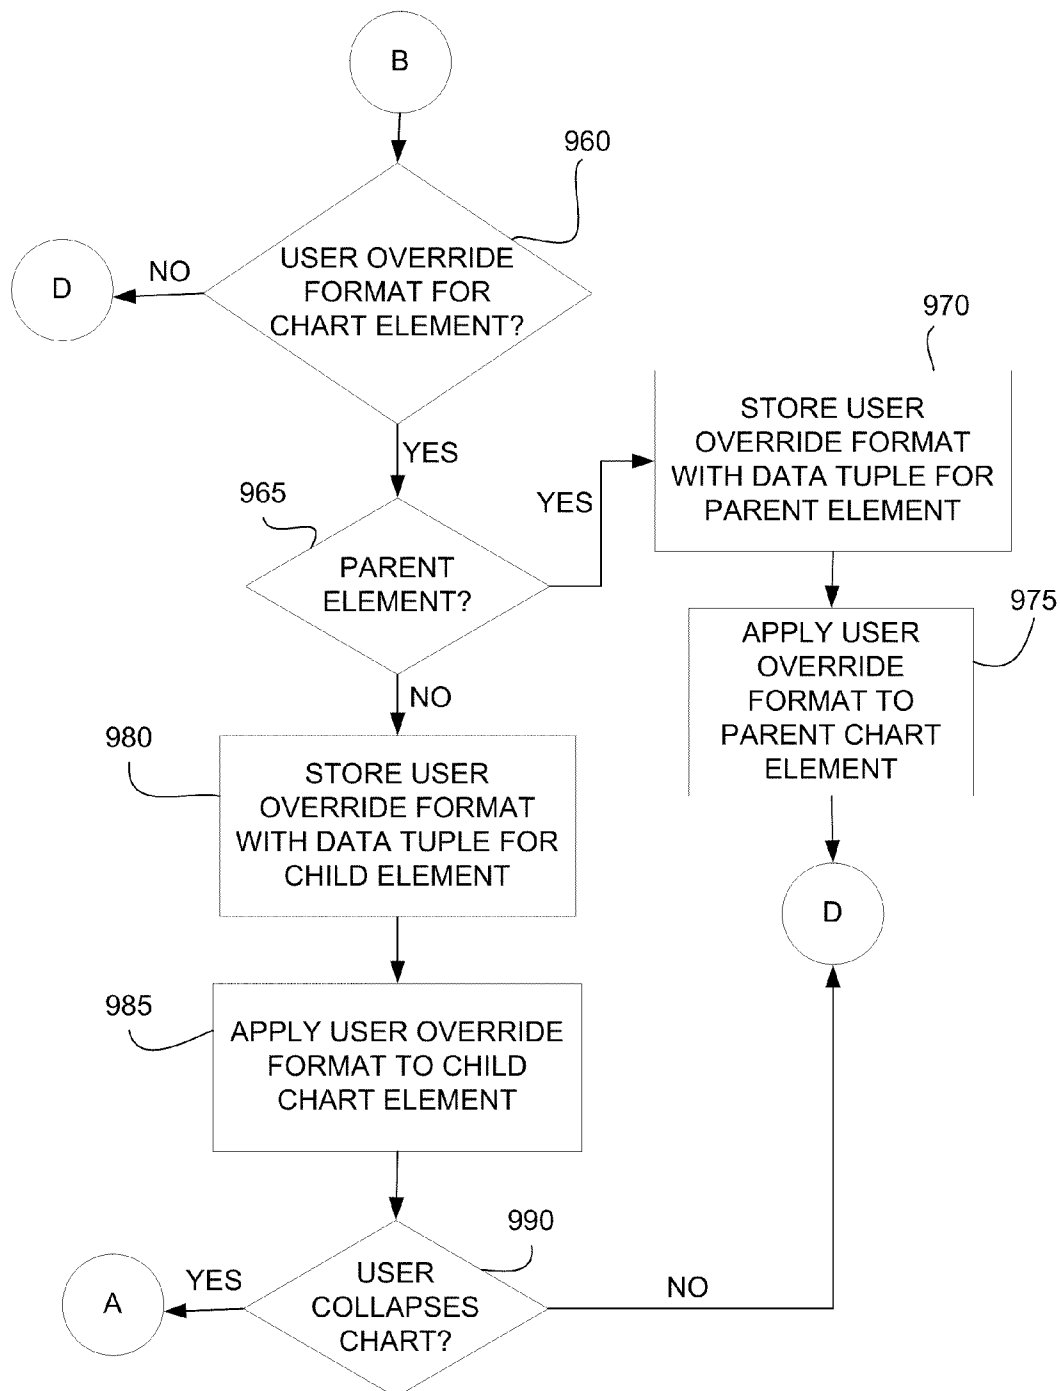 B
960
USER OVERRIDE
FORMAT FOR
CHART ELEMENT?
NO
D
YES
970
STORE USER
OVERRIDE FORMAT
WITH DATA TUPLE FOR
PARENT ELEMENT
965
PARENT
ELEMENT?
YES
975
APPLY USER
OVERRIDE
FORMAT TO
PARENT CHART
ELEMENT
NO
980
STORE USER
OVERRIDE FORMAT
WITH DATA TUPLE FOR
CHILD ELEMENT
D
985
APPLY USER OVERRIDE
FORMAT TO CHILD
CHART ELEMENT
990
USER
COLLAPSES
CHART?
YES
A
NO